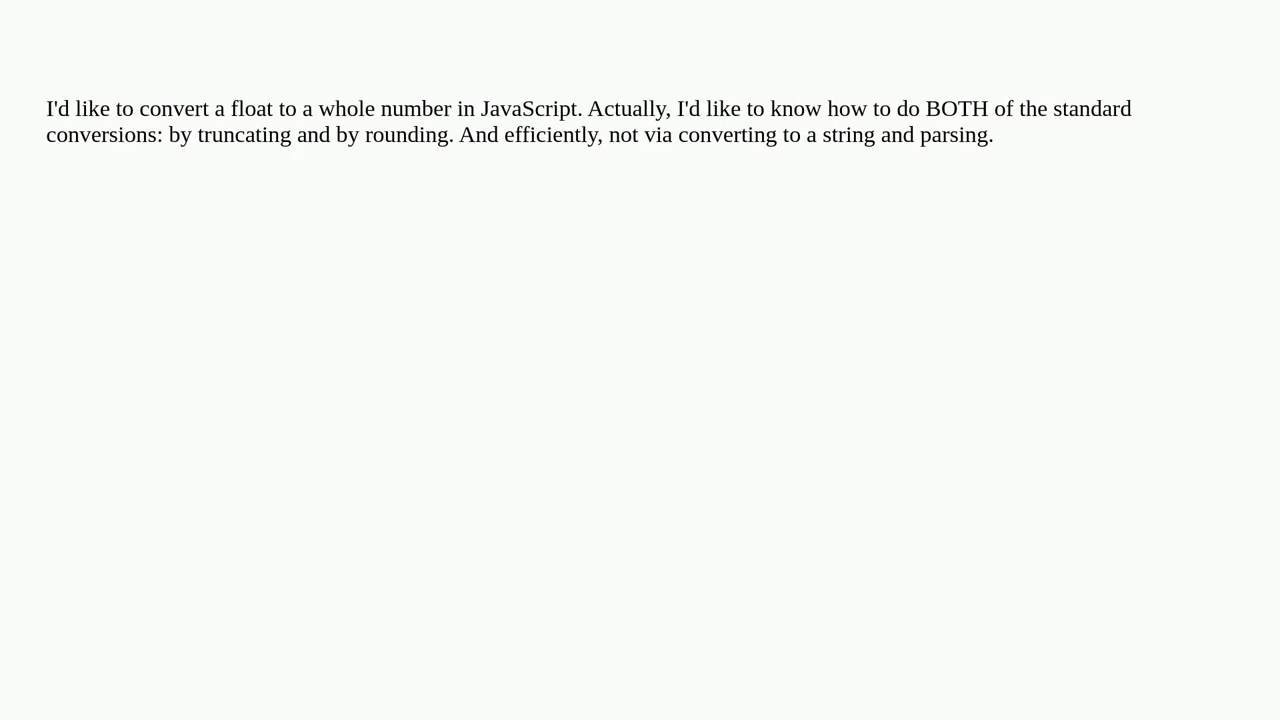 I'd like to convert a float to a whole number in JavaScript. Actually, I'd like to know how to do BOTH of the standard
conversions: by truncating and by rounding. And efficiently, not via converting to a string and parsing.